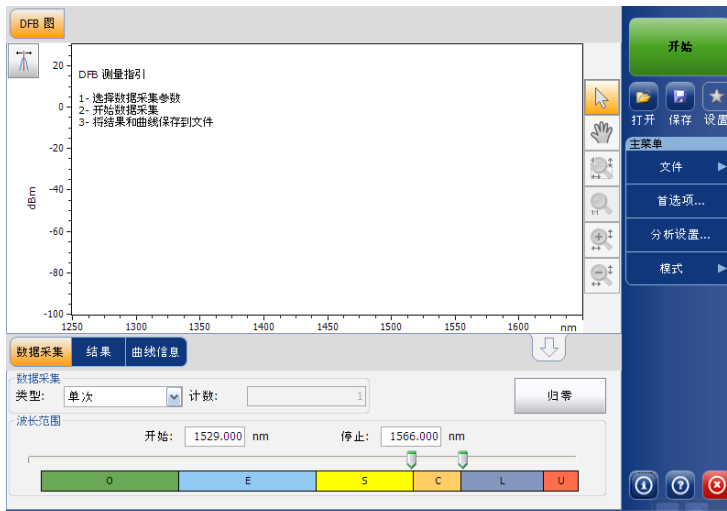 DFB 图
开始
20
DFB 测量指引
1- 选择数据采集参数
2- 开始数据采集
3- 将结果和曲线保存到文件
0
-20
-40
-60
-80
-100
dBm
1250 1300 1350 1400 1450 1500 1550 1600 nm
1:1
打开 保存 设置
主菜单
文件
首选项...
分析设置...
模式
数据采集 结果 曲线信息
数据采集
类型: 单次 计数: 1 归零
波长范围
开始: 1529.000 nm 停止: 1566.000 nm
O E S C L U